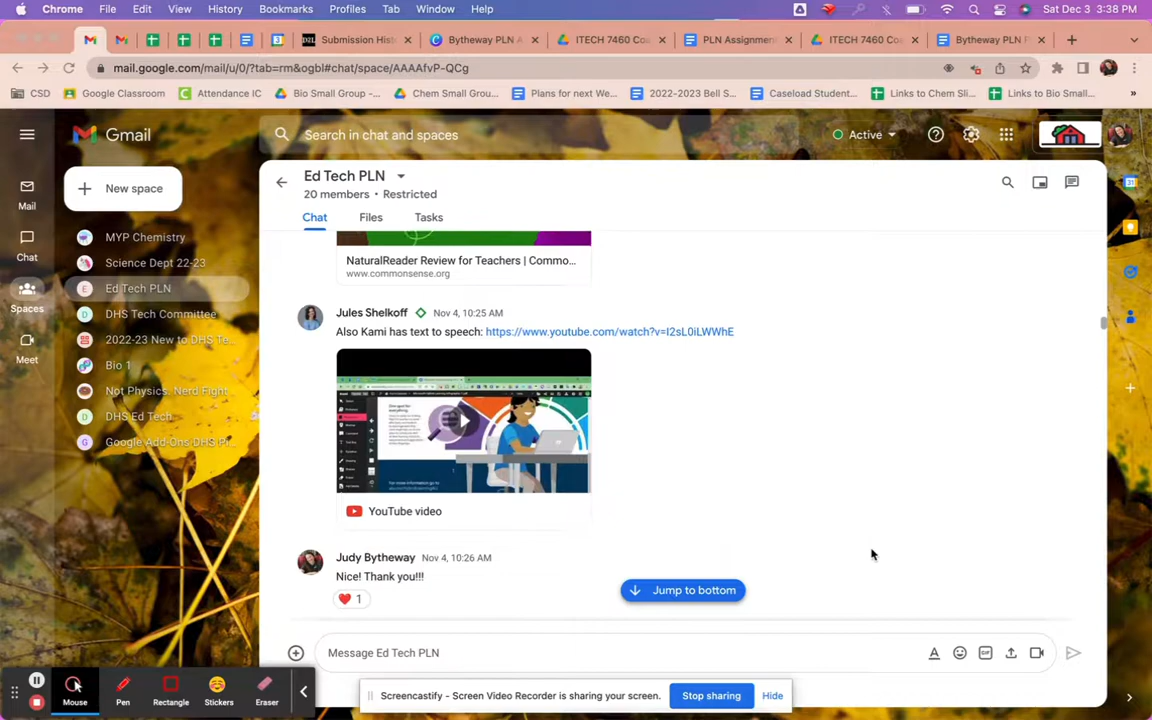 Chrome File Edit View History Bookmarks Profiles Tab Window Help Sat Dec 3 3:38 PM
Submission His Bytheway PLN A ITECH 7460 Co PLN Assignmen ITECH 7460 Co Bytheway PLN F
mail.google.com/mail/u/0/?tab=rm&ogbl#chat/space/AAAAfvP-QCg
CSD Google Classroom Attendance IC Bio Small Group -... Chem Small Grou... Plans for next We... 2022-2023 Bell S... Caseload Student... Links to Chem Sli... Links to Bio Small... »
Gmail
Search in chat and spaces
Active
New space
Mail
Chat
Spaces
Meet
MYP Chemistry
Science Dept 22-23
Ed Tech PLN
DHS Tech Committee
2022-23 New to DHS Te...
Bio 1
Not Physics. Nerd Fight
DHS Ed Tech
Google Add-Ons DHS Pi...
Ed Tech PLN
20 members • Restricted
Chat Files Tasks
NaturalReader Review for Teachers | Commo...
www.commonsense.org
Jules Shelkoff Nov 4, 10:25 AM
Also Kami has text to speech: https://www.youtube.com/watch?v=I2sL0iLWWhE
YouTube video
Judy Bytheway Nov 4, 10:26 AM
Nice! Thank you!!!
1
Jump to bottom
Message Ed Tech PLN
Mouse Pen Rectangle Stickers Eraser
Screencastify - Screen Video Recorder is sharing your screen. Stop sharing Hide